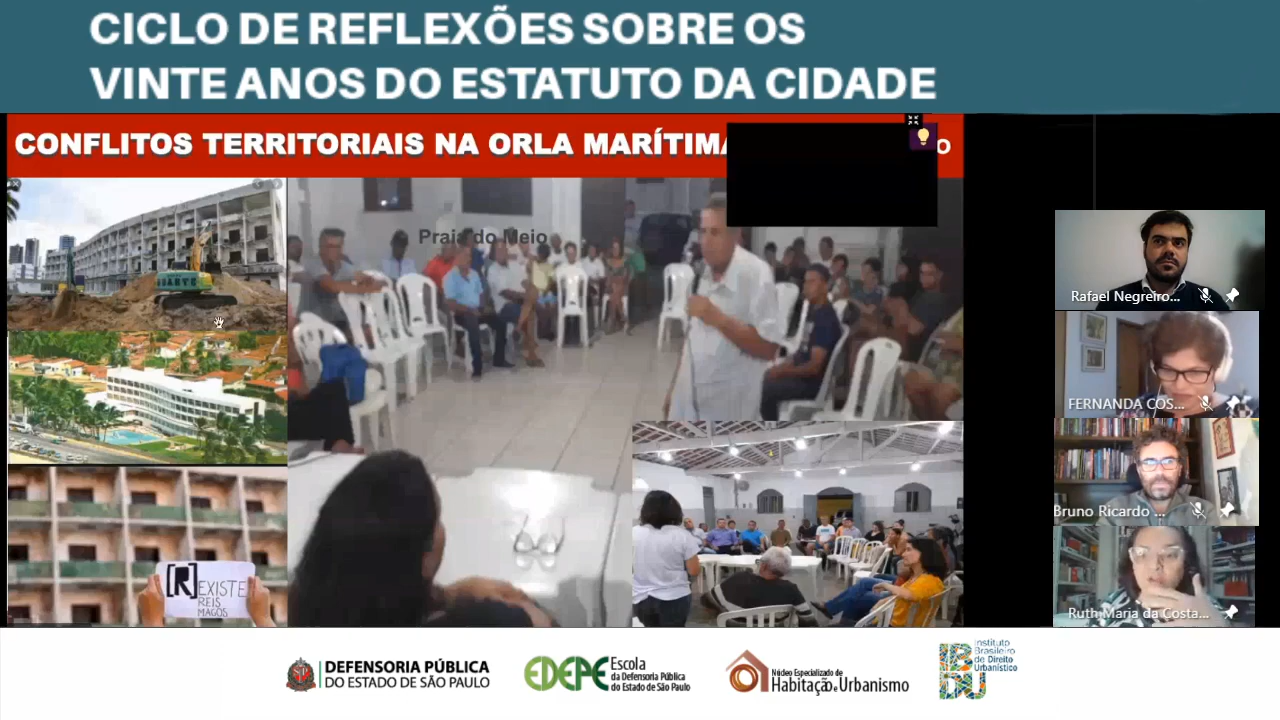 CICLO DE REFLEXÕES SOBRE OS
VINTE ANOS DO ESTATUTO DA CIDADE
CONFLITOS TERRITORIAIS NA ORLA MARÍTIMA
O
Praia do Meio
[R]EXISTE
REIS
MAGOS
Rafael Negreiro...
FERNANDA COS...
Bruno Ricardo ...
Ruth Maria da Costa...
DEFENSORIA PÚBLICA
DO ESTADO DE SÃO PAULO
EDEPE
Escola
da Defensoria Pública
do Estado de São Paulo
Núcleo Especializado de
Habitação e Urbanismo
IBDU
Instituto
Brasileiro
de Direito
Urbanístico